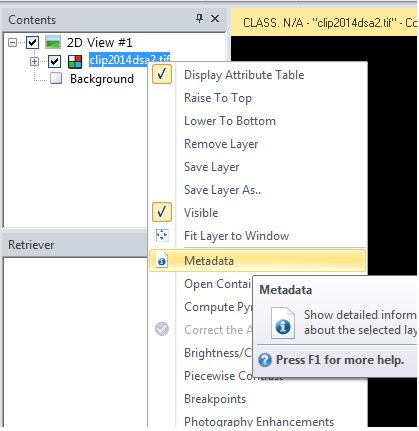 Contents
CLASS. N/A - "clip2014dsa2.tif" - Co
2D View #1
clip2014dsa2.tif
Background
Display Attribute Table
Raise To Top
Lower To Bottom
Remove Layer
Save Layer
Save Layer As..
Visible
Fit Layer to Window
Retriever
Metadata
Open Contai
Metadata
Compute Pyr
Show detailed inform
about the selected lay
Correct the A
Brightness/C
Press F1 for more help.
Piecewise Contrast
Breakpoints
Photography Enhancements